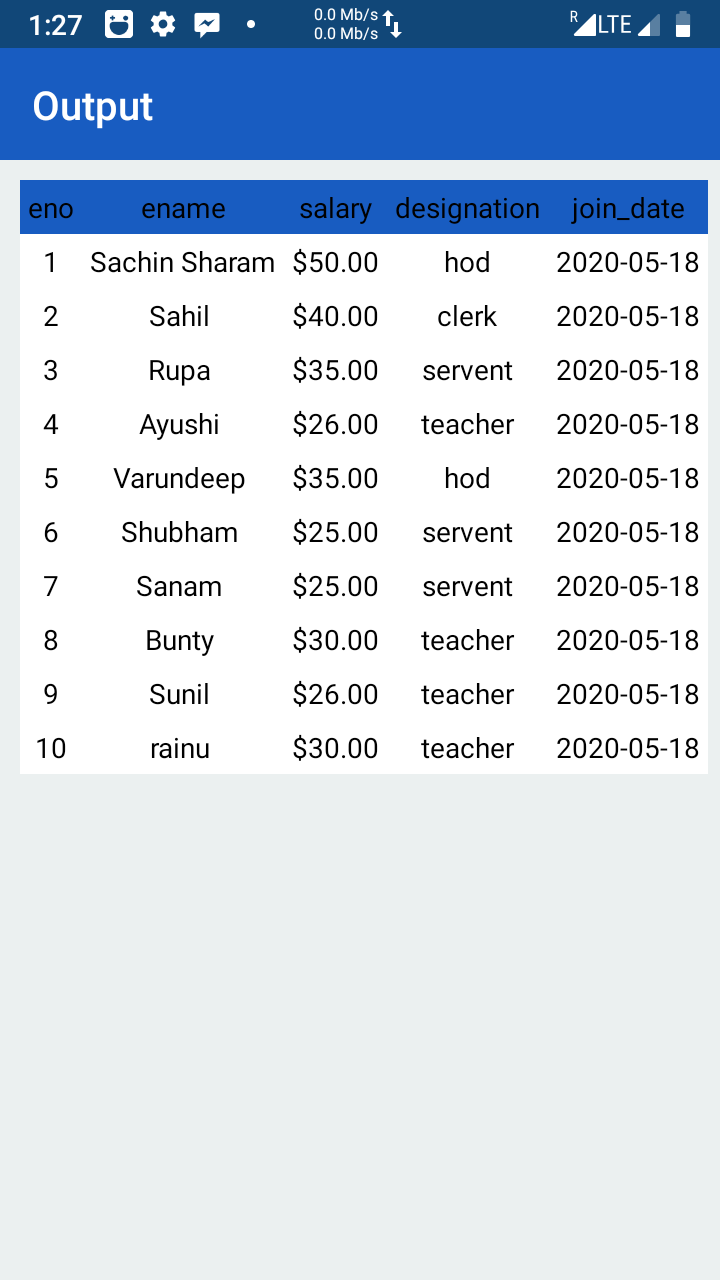 1:27 0.0 Mb/s R LTE
0.0 Mb/s
Output
eno ename salary designation join_date
1 Sachin Sharam $50.00 hod 2020-05-18
2 Sahil $40.00 clerk 2020-05-18
3 Rupa $35.00 servent 2020-05-18
4 Ayushi $26.00 teacher 2020-05-18
5 Varundeep $35.00 hod 2020-05-18
6 Shubham $25.00 servent 2020-05-18
7 Sanam $25.00 servent 2020-05-18
8 Bunty $30.00 teacher 2020-05-18
9 Sunil $26.00 teacher 2020-05-18
10 rainu $30.00 teacher 2020-05-18